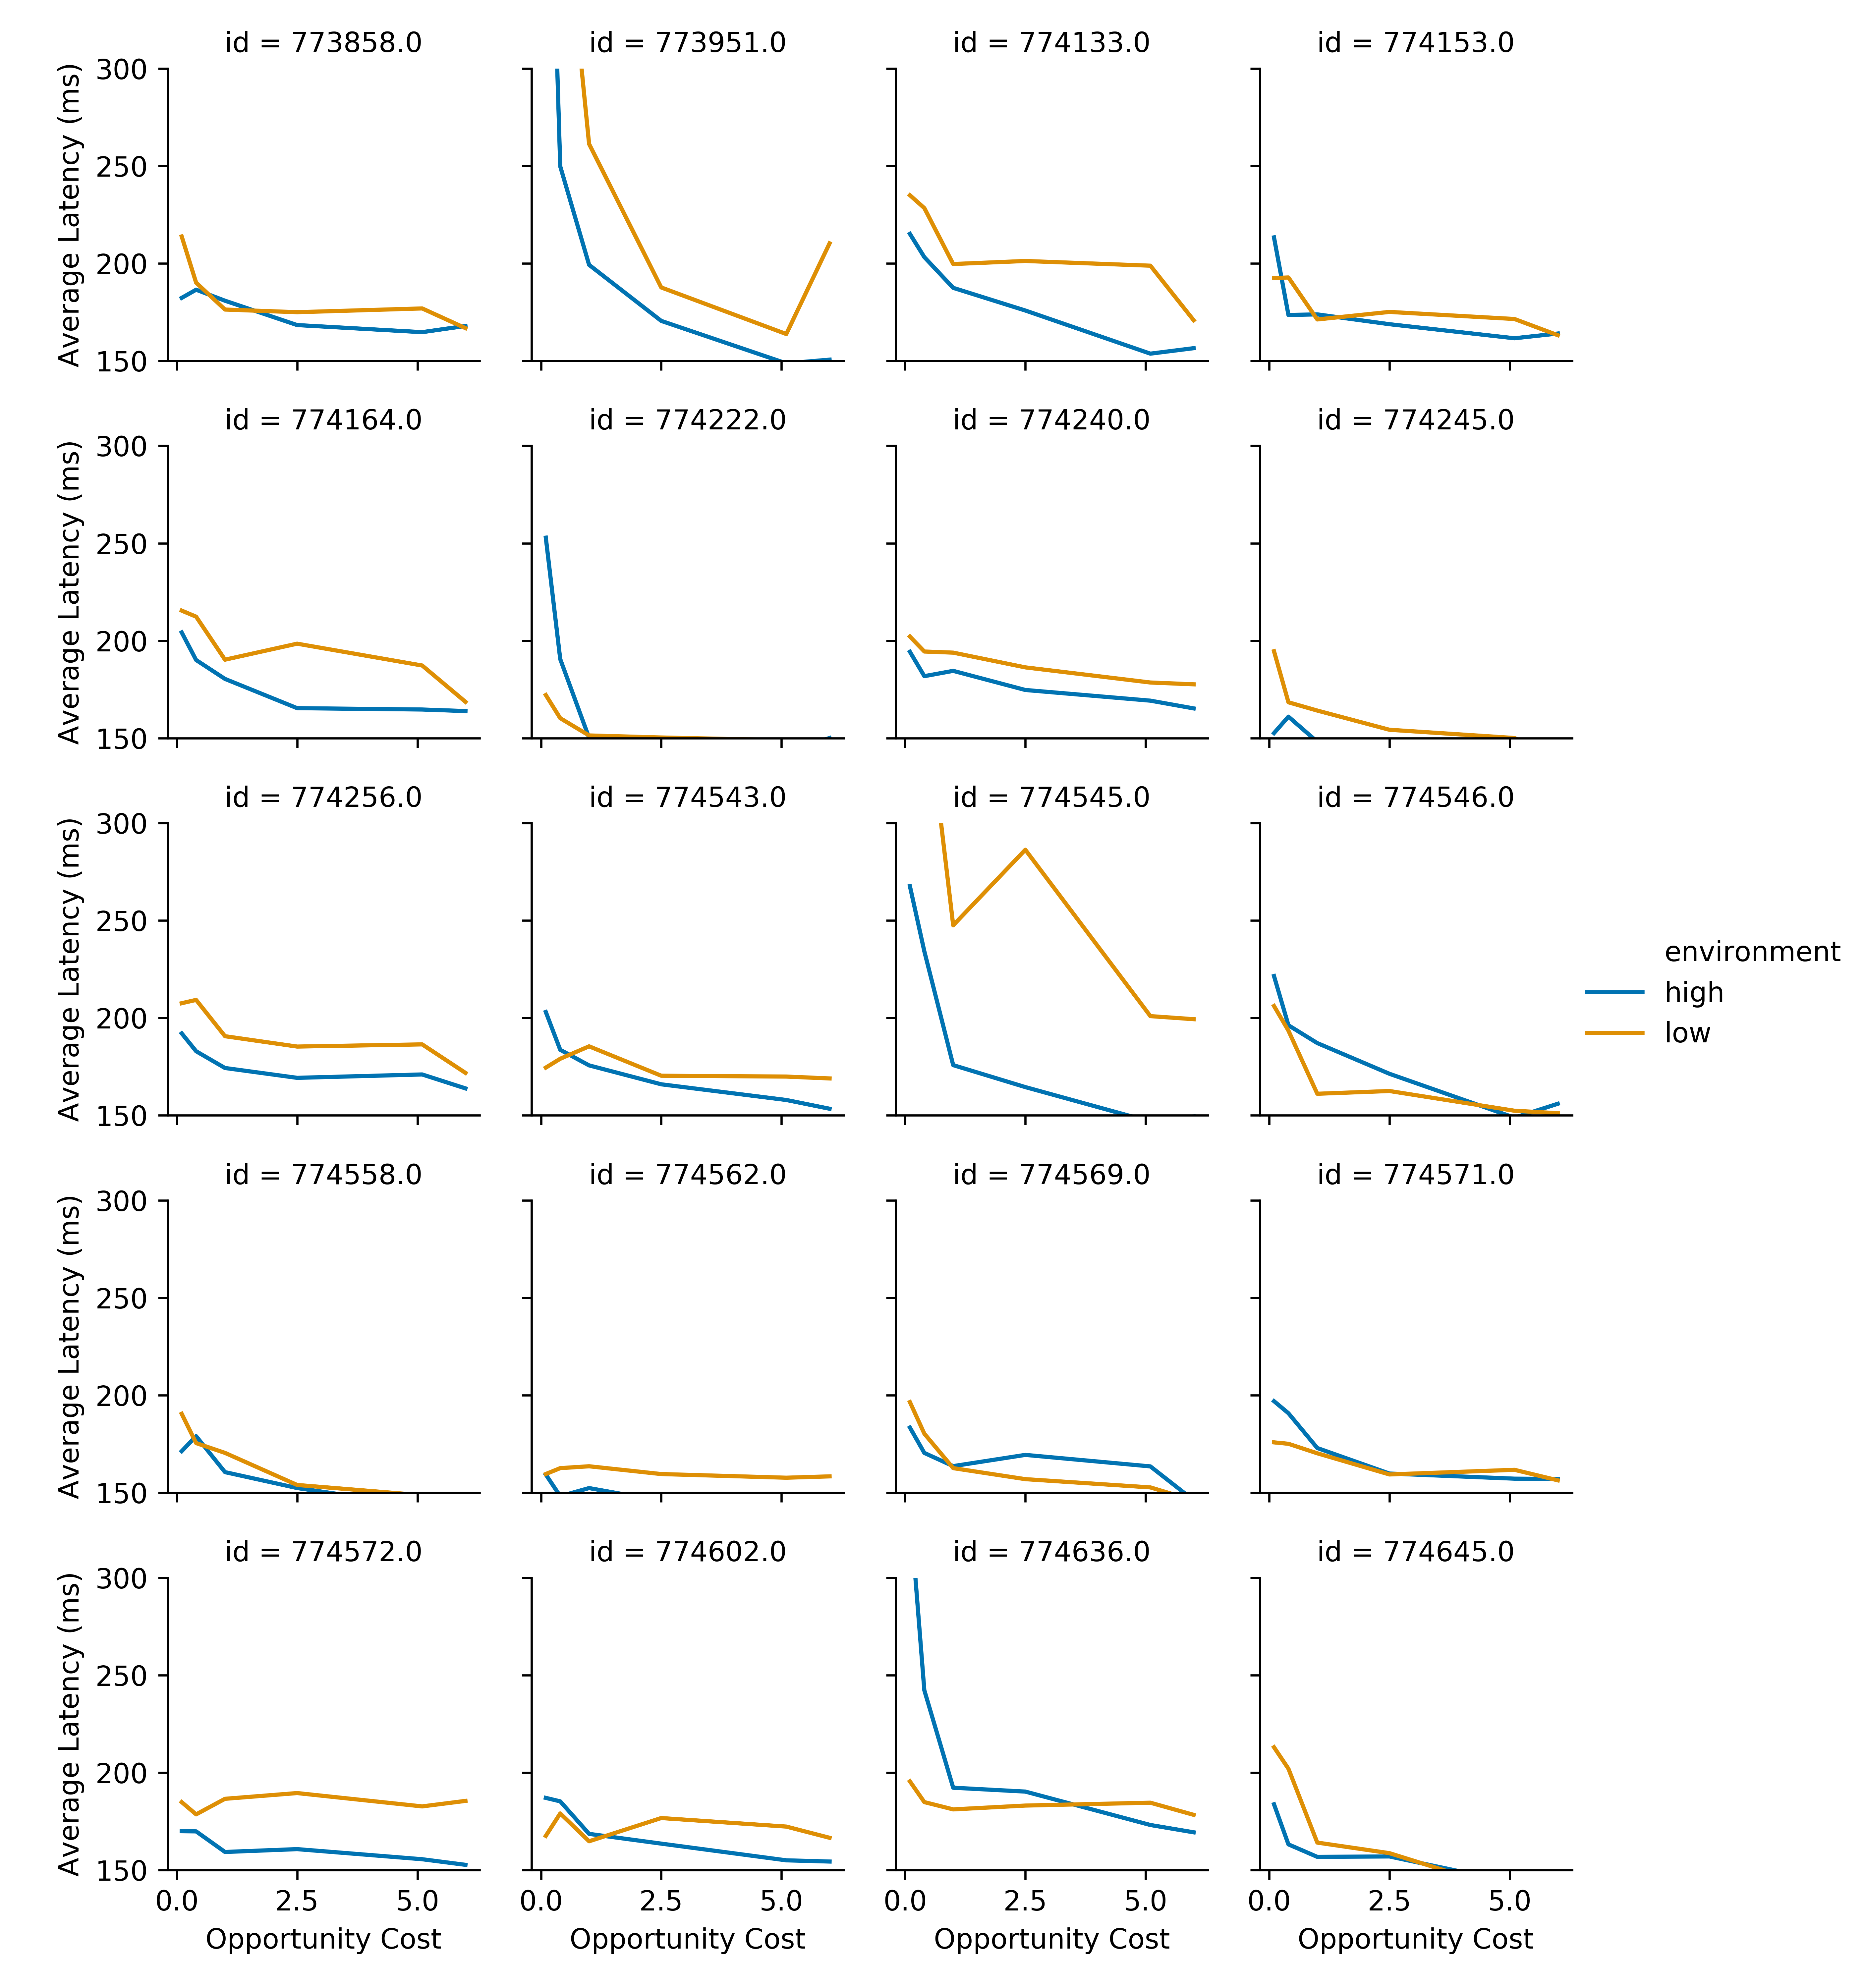 id = 773858.0
id = 773951.0
id = 774133.0
id = 774153.0
Average Latency (ms)
300
250
200
150
id = 774164.0
id = 774222.0
id = 774240.0
id = 774245.0
Average Latency (ms)
300
250
200
150
id = 774256.0
id = 774543.0
id = 774545.0
id = 774546.0
Average Latency (ms)
300
250
200
150
environment
high
low
id = 774558.0
id = 774562.0
id = 774569.0
id = 774571.0
Average Latency (ms)
300
250
200
150
id = 774572.0
id = 774602.0
id = 774636.0
id = 774645.0
Average Latency (ms)
300
250
200
150
0.0 2.5 5.0
0.0 2.5 5.0
0.0 2.5 5.0
0.0 2.5 5.0
Opportunity Cost
Opportunity Cost
Opportunity Cost
Opportunity Cost